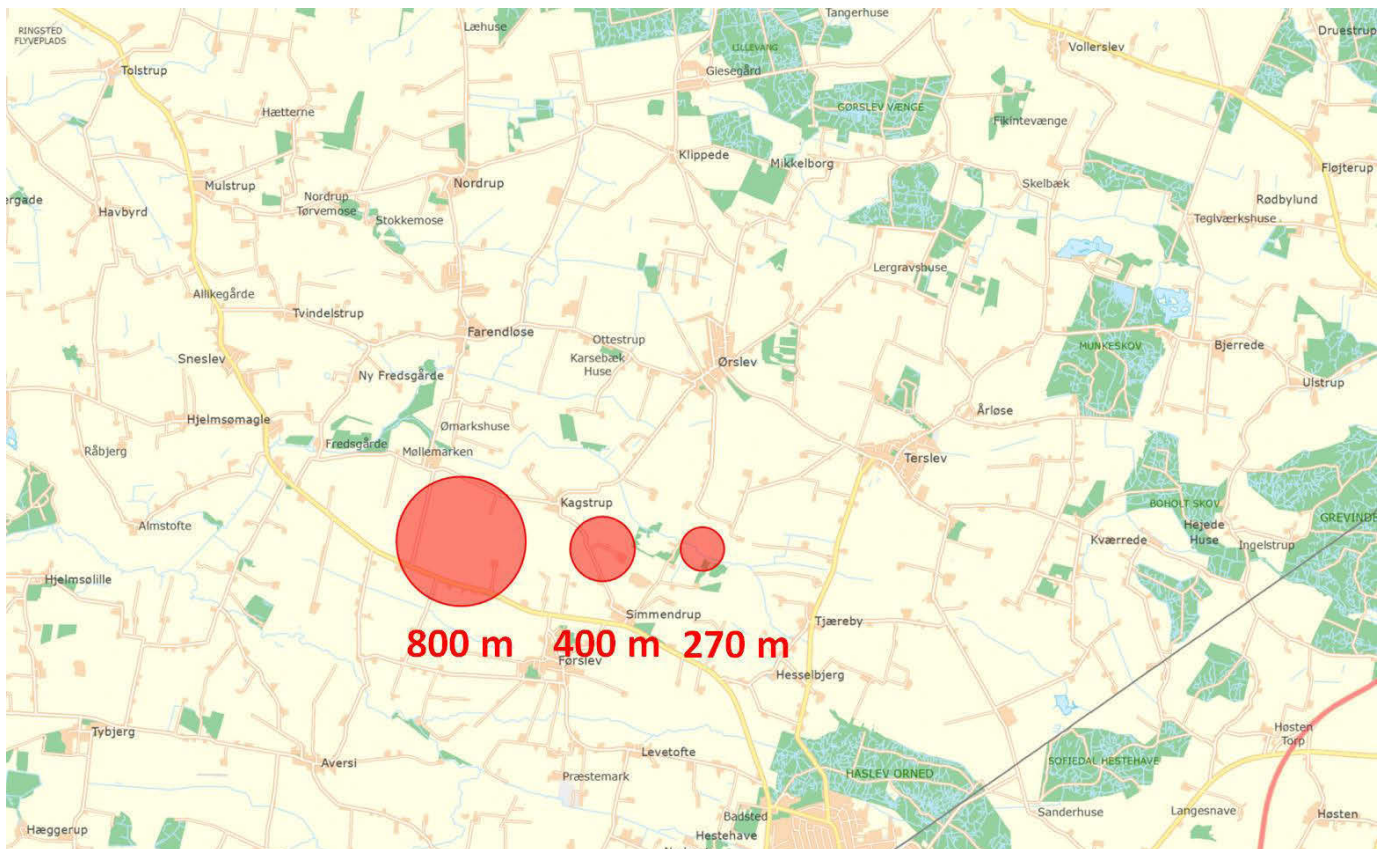 RINGSTED
FLYVEPLADS
Læhuse
Tangerhuse
Druestrup
LILLEVANG
Vollerslev
Tolstrup
Giesegård
Hætterne
GØRSLEV VÆNGE
Fikintevænge
Klippede
Mikkelborg
Fløjterup
Mulstrup
Nordrup
Skelbæk
ergade
Nordrup
Tørvemose
Rødbylund
Havbyrd
Stokkemose
Teglværkshuse
Lergravshuse
Allikegårde
Tvindelstrup
Farendløse
Ottestrup
MUNKESKOV
Bjerrede
Sneslev
Karsebæk
Huse
Ørslev
Ny Fredsgårde
Ulstrup
Årløse
Hjelmsømagle
Ømarkshuse
Fredsgårde
Råbjerg
Møllemarken
Terslev
Kagstrup
BOHOLT SKOV
Almstofte
Hejede
Huse
GREVINDE
Kværrede
Ingelstrup
Hjelmsølille
Simmendrup
Tjæreby
800 m
400 m
270 m
Førslev
Hesselbjerg
Tybjerg
Høsten
Torp
Levetofte
Aversi
SOFIEDAL HESTEHAVE
Præstemark
HASLEV ORNED
Sanderhuse
Langesnave
Høsten
Badsted
Hæggerup
Hestehave